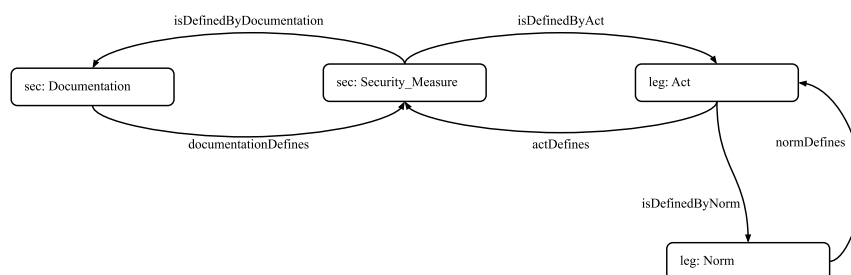 isDefinedByDocumentation
isDefinedByAct
sec: Documentation
sec: Security_Measure
leg: Act
documentationDefines
actDefines
normDefines
isDefinedByNorm
leg: Norm